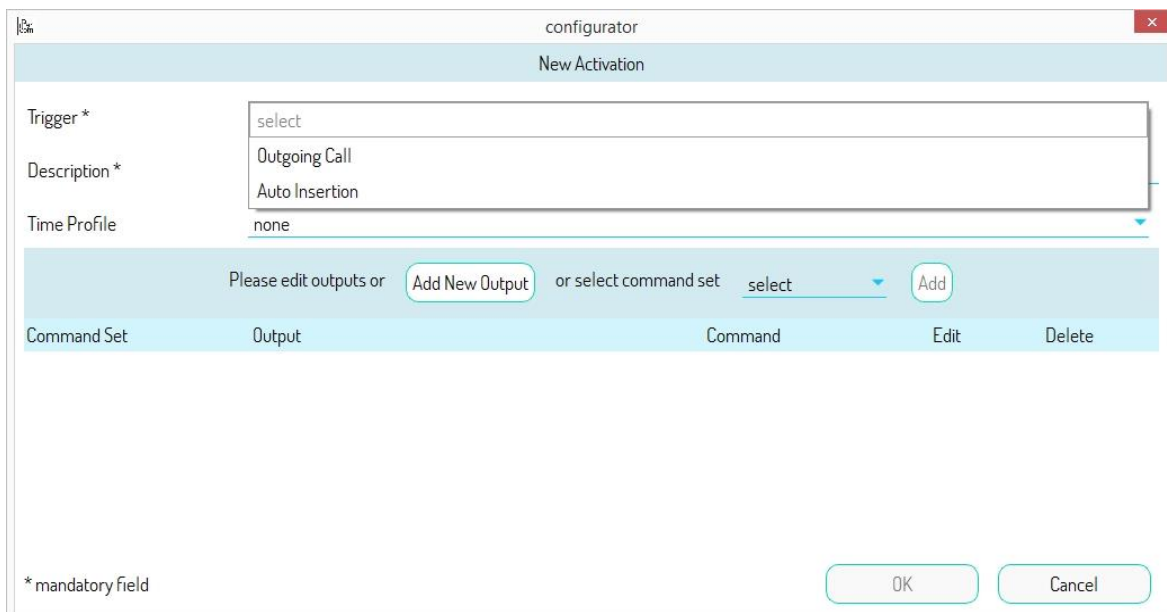 configurator
New Activation
Trigger *
select
Outgoing Call
Description *
Auto Insertion
Time Profile
none
Please edit outputs or Add New Output or select command set select Add
Command Set Output Command Edit Delete
* mandatory field OK Cancel